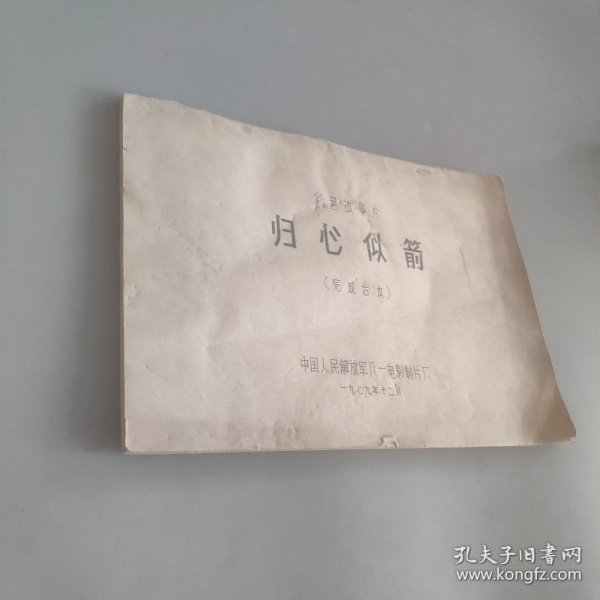 彩色故事片
归心似箭
(完成台本)
中国人民解放军八一电影制片厂
一九七九年十二月
孔夫子旧书网
www.kongfz.com